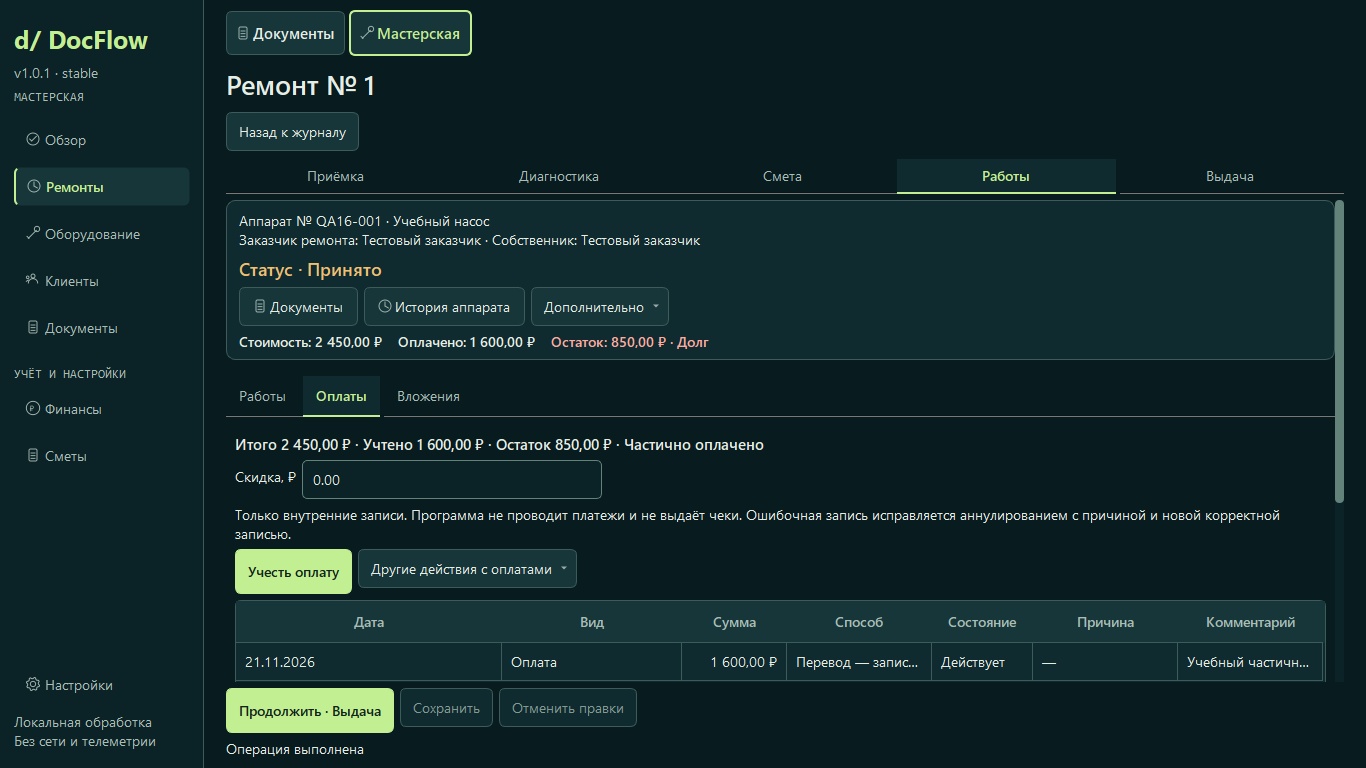 d/ DocFlow
v1.0.1 · stable
МАСТЕРСКАЯ
Обзор
Ремонты
Оборудование
Клиенты
Документы
УЧЁТ И НАСТРОЙКИ
Финансы
Сметы
Настройки
Локальная обработка
Без сети и телеметрии
Документы
Мастерская
Ремонт № 1
Назад к журналу
Приёмка
Диагностика
Смета
Работы
Выдача
Аппарат № QA16-001 · Учебный насос
Заказчик ремонта: Тестовый заказчик · Собственник: Тестовый заказчик
Статус · Принято
Документы
История аппарата
Дополнительно
Стоимость: 2 450,00 ₽ Оплачено: 1 600,00 ₽ Остаток: 850,00 ₽ · Долг
Работы
Оплаты
Вложения
Итого 2 450,00 ₽ · Учтено 1 600,00 ₽ · Остаток 850,00 ₽ · Частично оплачено
Скидка, ₽ 0.00
Только внутренние записи. Программа не проводит платежи и не выдаёт чеки. Ошибочная запись исправляется аннулированием с причиной и новой корректной
записью.
Учесть оплату
Другие действия с оплатами
Дата Вид Сумма Способ Состояние Причина Комментарий
21.11.2026 Оплата 1 600,00 ₽ Перевод — запис... Действует — Учебный частичн...
Продолжить · Выдача
Сохранить
Отменить правки
Операция выполнена